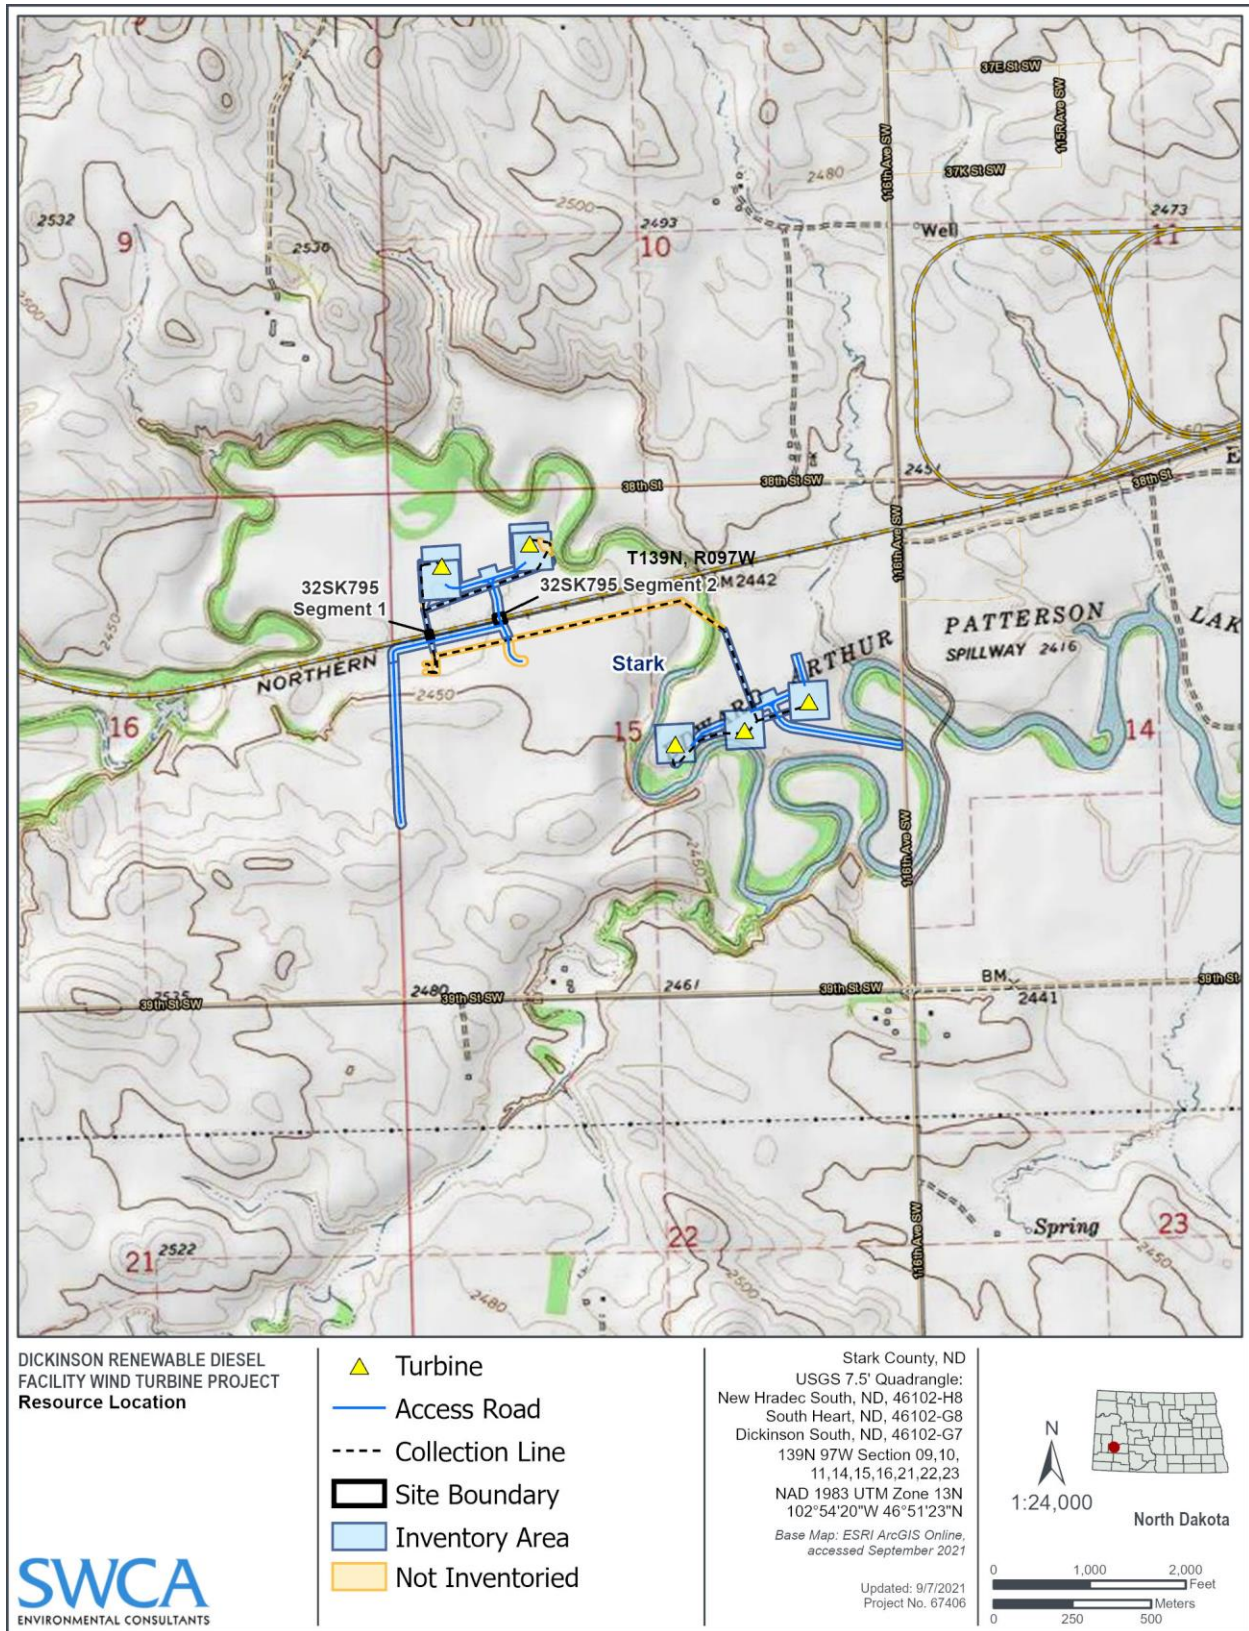 37E St SW
115R Ave SW
116th Ave SW
37K St SW
2480
2500
2532
9
2530
2493
10
Well
2473
11
2500
2451
38th St
38th St SW
38th St
T139N, R097W
116th Ave SW
M 2442
32SK795
Segment 1
32SK795 Segment 2
2450
NORTHERN
Stark
PATTERSON
LAK
SPILLWAY 2416
ARTHUR
2450
16
15
14
WARD
2450
116th Ave SW
2535
39th St SW
2480
39th St SW
2461
39th St SW
BM
2441
39th St
116th Ave SW
Spring
22
23
21
2522
2450
2480
2500
DICKINSON RENEWABLE DIESEL
FACILITY WIND TURBINE PROJECT
Resource Location
SWCA
ENVIRONMENTAL CONSULTANTS
Turbine
Access Road
Collection Line
Site Boundary
Inventory Area
Not Inventoried
Stark County, ND
USGS 7.5' Quadrangle:
New Hradec South, ND, 46102-H8
South Heart, ND, 46102-G8
Dickinson South, ND, 46102-G7
139N 97W Section 09,10,
11,14,15,16,21,22,23
NAD 1983 UTM Zone 13N
102°54'20"W 46°51'23"N
Base Map: ESRI ArcGIS Online,
accessed September 2021
Updated: 9/7/2021
Project No. 67406
N
1:24,000
North Dakota
0 1,000 2,000
Feet
Meters
0 250 500